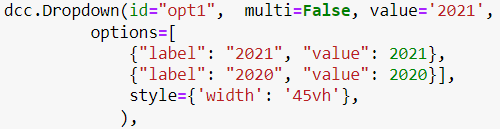 dcc.Dropdown(id="opt1",  multi=False, value='2021',
options=[
{"label": "2021", "value": 2021},
{"label": "2020", "value": 2020}],
style={'width': '45vh'},
),